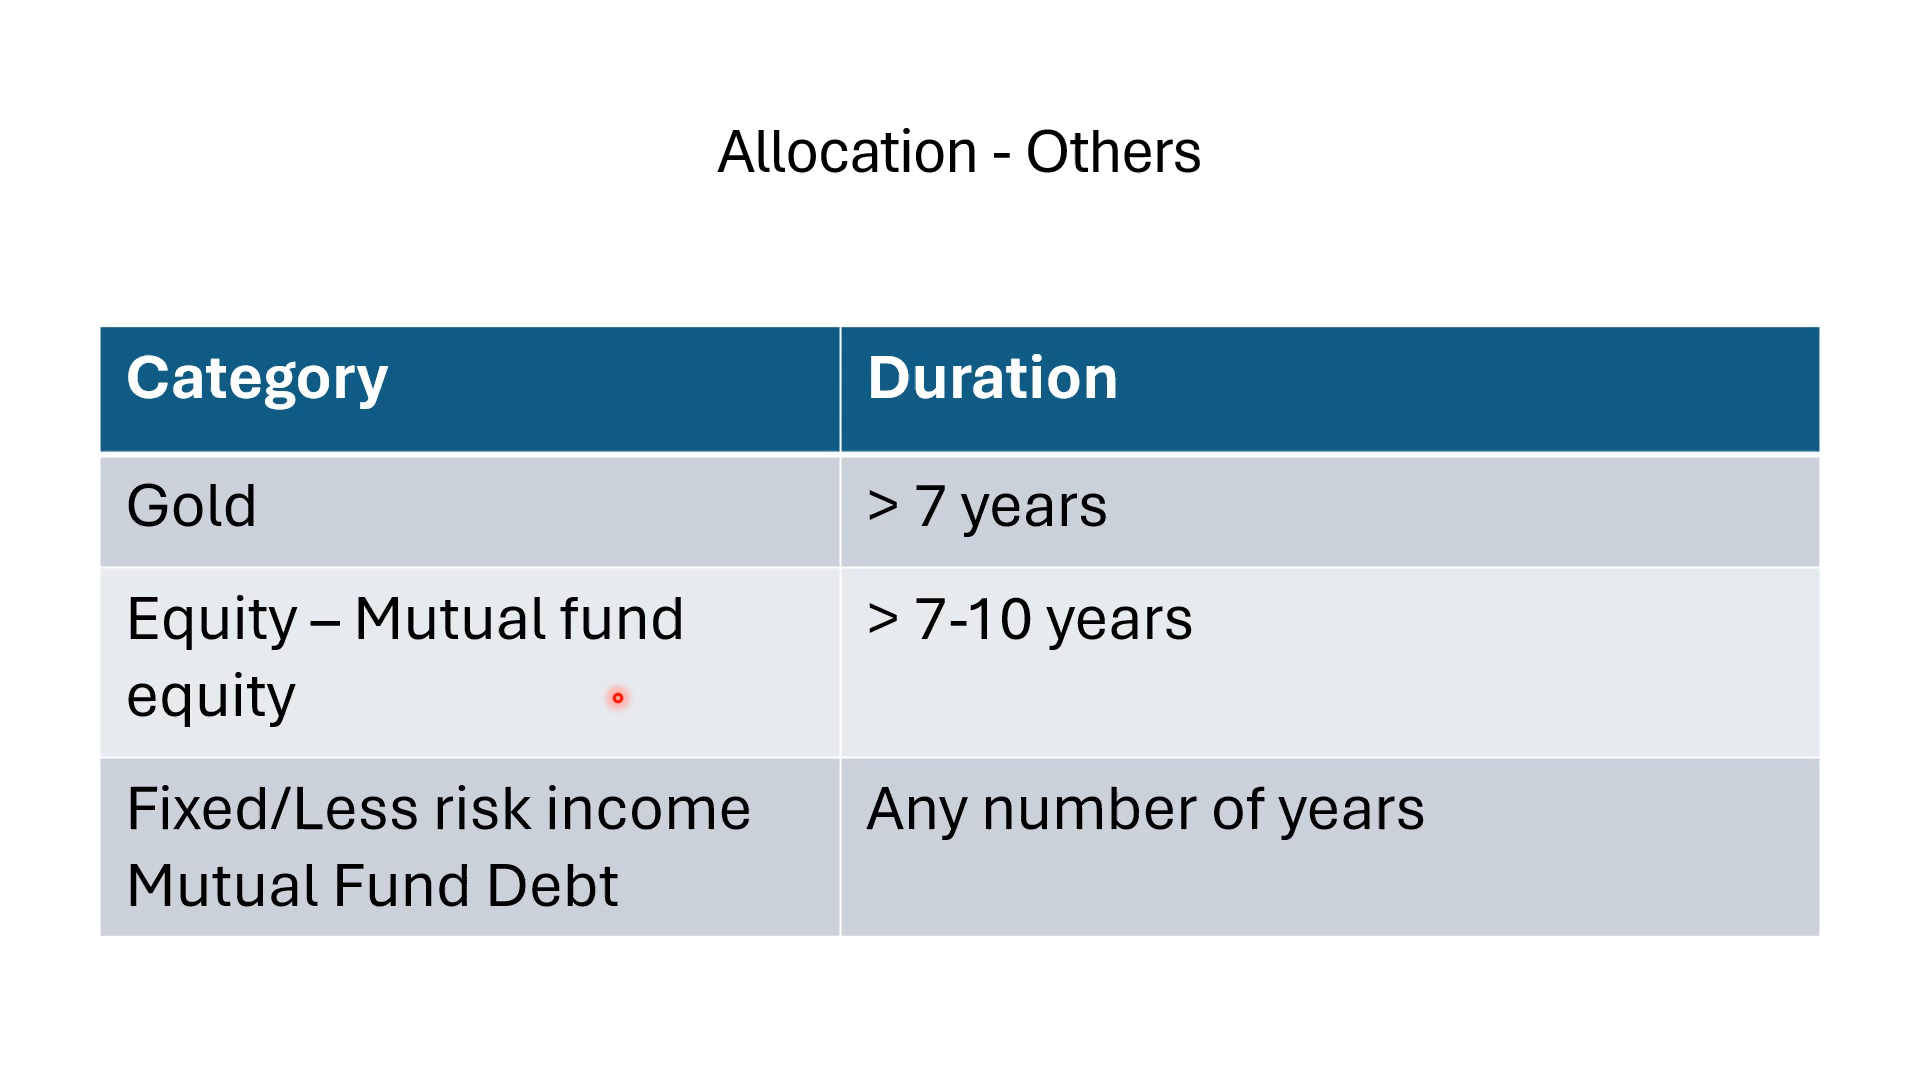 Allocation - Others
Category
Duration
Gold
> 7 years
Equity – Mutual fund
equity
> 7-10 years
Fixed/Less risk income
Mutual Fund Debt
Any number of years